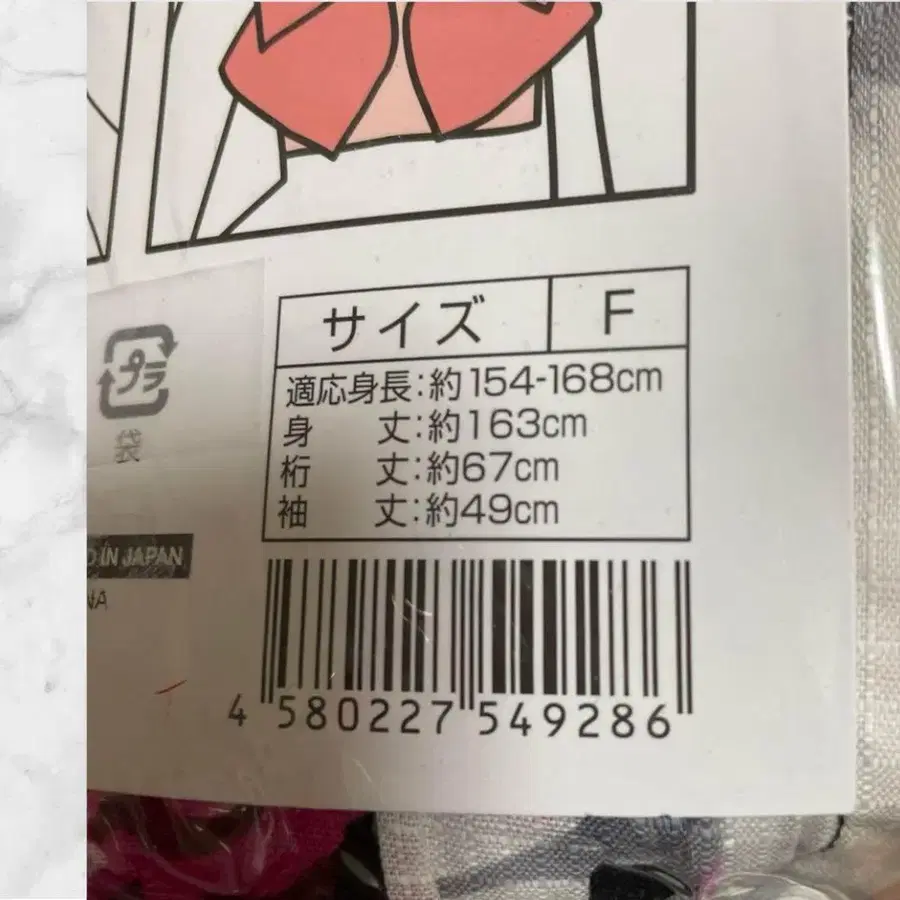 サイズ F
適応身長:約154-168cm
身 丈:約163cm
桁 丈:約67cm
袖 丈:約49cm
プラ
袋
D IN JAPAN
NA
4 580227 549286